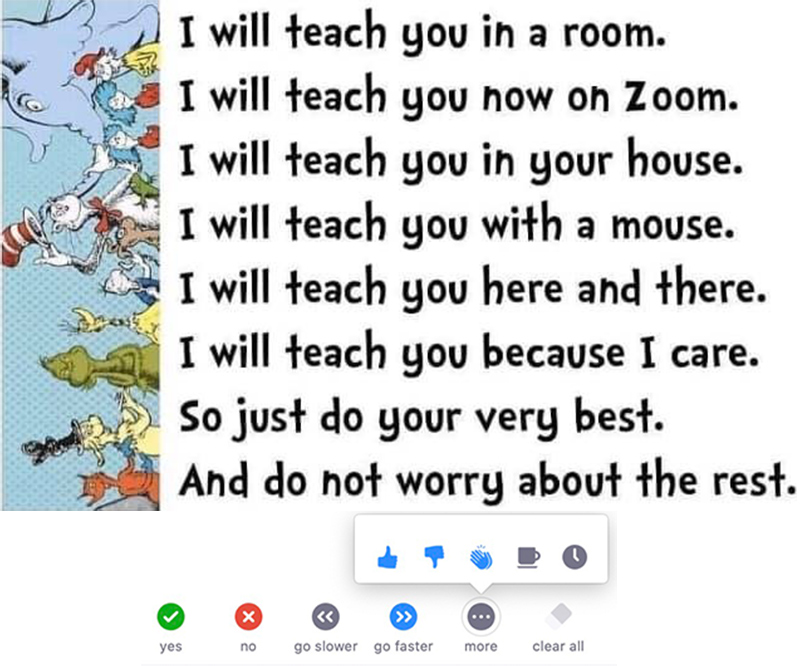 I will teach you in a room.
I will teach you now on Zoom.
I will teach you in your house.
I will teach you with a mouse.
I will teach you here and there.
I will teach you because I care.
So just do your very best.
And do not worry about the rest.
yes no go slower go faster more clear all